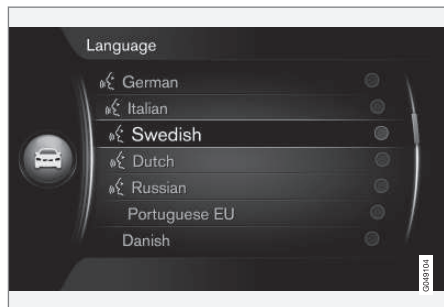 Language
German
Italian
Swedish
Dutch
Russian
Portuguese EU
Danish
G049104